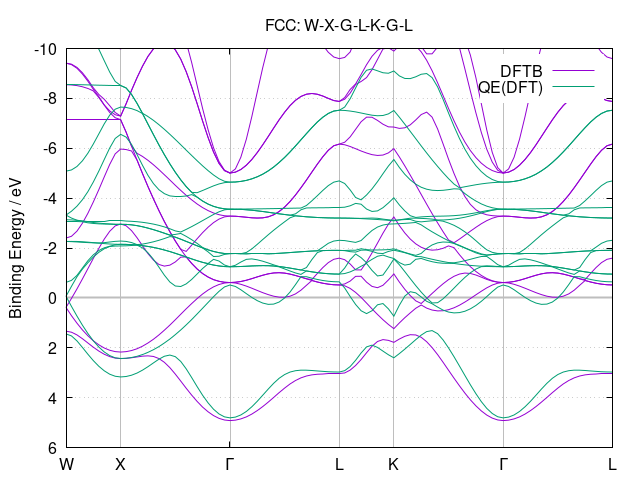 FCC: W-X-G-L-K-G-L
DFTB
QE(DFT)
Binding Energy / eV
-10
-8
-6
-4
-2
0
2
4
6
W X Γ L K Γ L